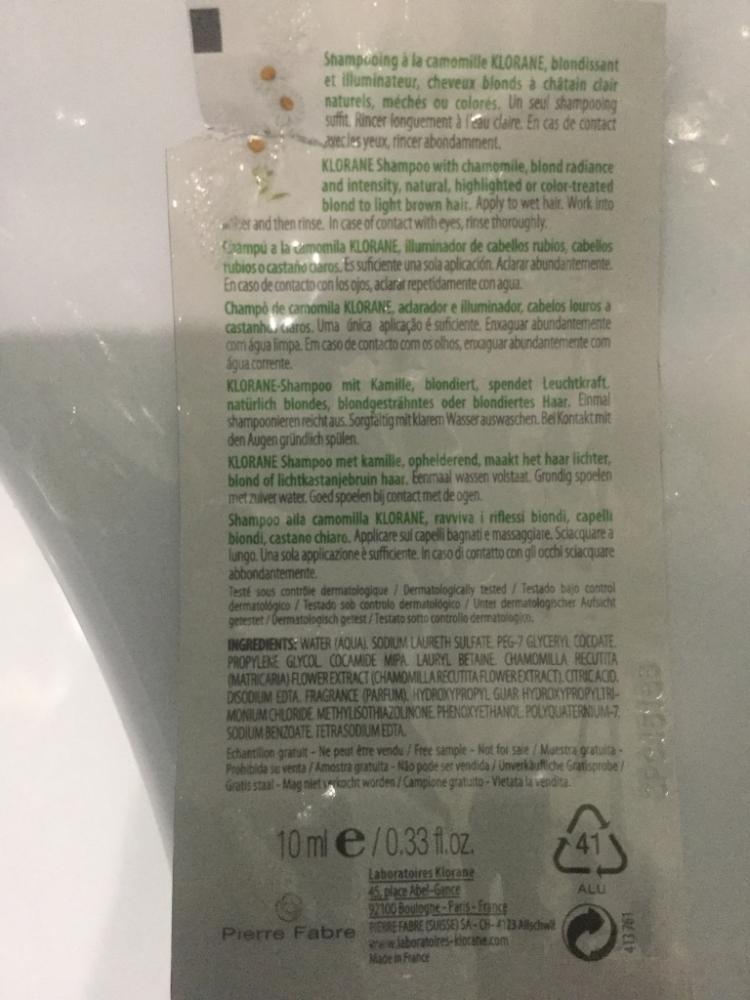 Shampooing à la camomille KLORANE, blondissant
et illuminateur, cheveux blonds à châtain clair
naturels, méchés ou colorés. Un seul shampooing
suffit. Rincer longuement à l'eau claire. En cas de contact
avec les yeux, rincer abondamment.
KLORANE Shampoo with chamomile, blond radiance
and intensity, natural, highlighted or color-treated
blond to light brown hair. Apply to wet hair. Work into
and then rinse. In case of contact with eyes, rinse thoroughly.
Champú a la camomila KLORANE, illuminador de cabellos rubios, cabellos
rubios o castaño claros. Es suficiente una sola aplicación. Aclarar abundantemente.
En caso de contacto con los ojos, aclarar repetidamente con agua.
Champô de camomila KLORANE, aclarador e illuminador, cabelos louros a
castanhos claros. Uma única aplicação é suficiente. Enxaguar abundantemente
com água limpa. Em caso de contacto com os olhos, enxaguar abundantemente com
água corrente.
KLORANE-Shampoo mit Kamille, blondiert, spendet Leuchtkraft.
natürlich blondes, blondgesträhntes oder blondiertes Haar. Einmal
shampoonieren reicht aus. Sorgfältig mit klarem Wasser auswaschen. Bei Kontakt mit
den Augen gründlich spülen.
KLORANE Shampoo met kamille, ophelderend, maakt het haar lichter,
blond of lichtkastanjebruin haar. Eenmaal wassen volstaat. Grondig spoelen
met zuiver water. Goed spoelen bij contact met de ogen.
Shampoo alla camomilla KLORANE, ravviva i riflessi biondi, capelli
biondi, castano chiaro. Applicare sui capelli bagnati e massaggiare. Sciacquare a
lungo. Una sola applicazione è sufficiente. In caso di contatto con gli occhi sciacquare
abbondantemente.
Testé sous contrôle dermatologique / Dermatologically tested / Testado bajo control
dermatológico / Testado sob controlo dermatológico / Unter dermatologischer Aufsicht
getestet / Dermatologisch getest / Testato sotto controllo dermatologico.
INGREDIENTS: WATER (AQUA). SODIUM LAURETH SULFATE. PEG-7 GLYCERYL COCOATE.
PROPYLENE GLYCOL. COCAMIDE MIPA. LAURYL BETAINE. CHAMOMILLA RECUTITA
(MATRICARIA) FLOWER EXTRACT (CHAMOMILLA RECUTITA FLOWER EXTRACT). CITRIC ACID.
DISODIUM EDTA. FRAGRANCE (PARFUM). HYDROXYPROPYL GUAR HYDROXYPROPYLTRI-
MONIUM CHLORIDE. METHYLISOTHIAZOLINONE. PHENOXYETHANOL. POLYQUATERNIUM-7.
SODIUM BENZOATE. TETRASODIUM EDTA.
Echantillon gratuit - Ne peut être vendu / Free sample - Not for sale / Muestra gratuita -
Prohibida su venta / Amostra gratuita - Não pode ser vendida / Unverkäufliche Gratisprobe /
Gratis staal - Mag niet verkocht worden / Campione gratuito - Vietata la vendita.
10 ml e / 0.33 fl.oz.
41
ALU
Laboratoires Klorane
45, place Abel-Gance
92100 Boulogne - Paris - France
PIERRE FABRE (SUISSE) SA - CH - 4123 Allschwil
www.laboratoires-klorane.com
Made in France
Pierre Fabre
413761